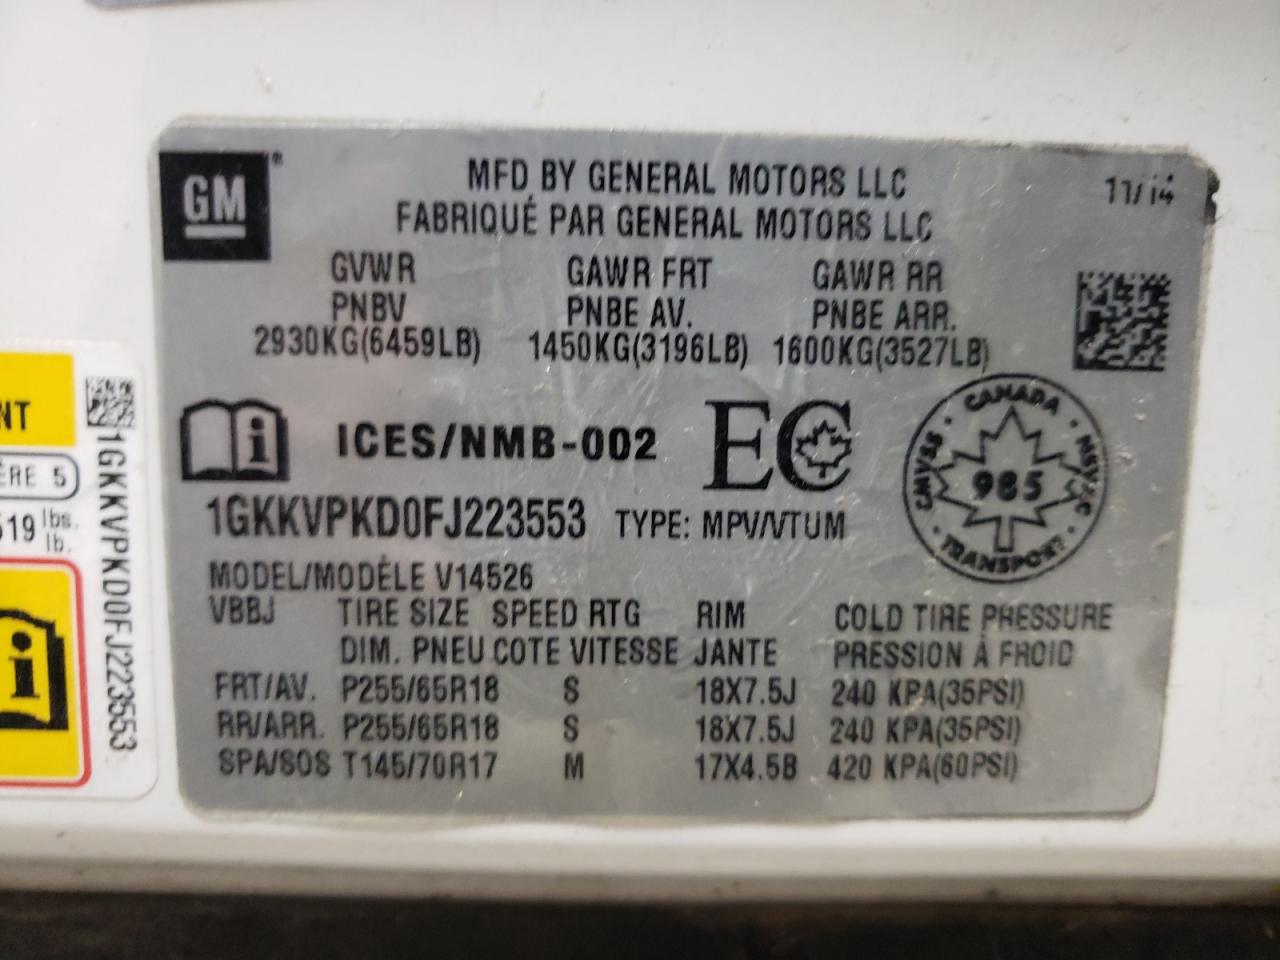 GM
MFD BY GENERAL MOTORS LLC 11/14
FABRIQUÉ PAR GENERAL MOTORS LLC
GVWR GAWR FRT GAWR RR
PNBV PNBE AV. PNBE ARR.
2930KG(6459LB) 1450KG(3196LB) 1600KG(3527LB)
ICES/NMB-002 EC
CANADA
CMVSS 985 NSVAC
TRANSPORT
1GKKVPKD0FJ223553 TYPE: MPV/VTUM
MODEL/MODÈLE V14526
VBBJ TIRE SIZE SPEED RTG RIM COLD TIRE PRESSURE
DIM. PNEU COTE VITESSE JANTE PRESSION À FROID
FRT/AV. P255/65R18 S 18X7.5J 240 KPA(35PSI)
RR/ARR. P255/65R18 S 18X7.5J 240 KPA(35PSI)
SPA/SOS T145/70R17 M 17X4.5B 420 KPA(60PSI)
NT
ÈRE 5
519 lbs.
lb.
1GKKVPKD0FJ223553